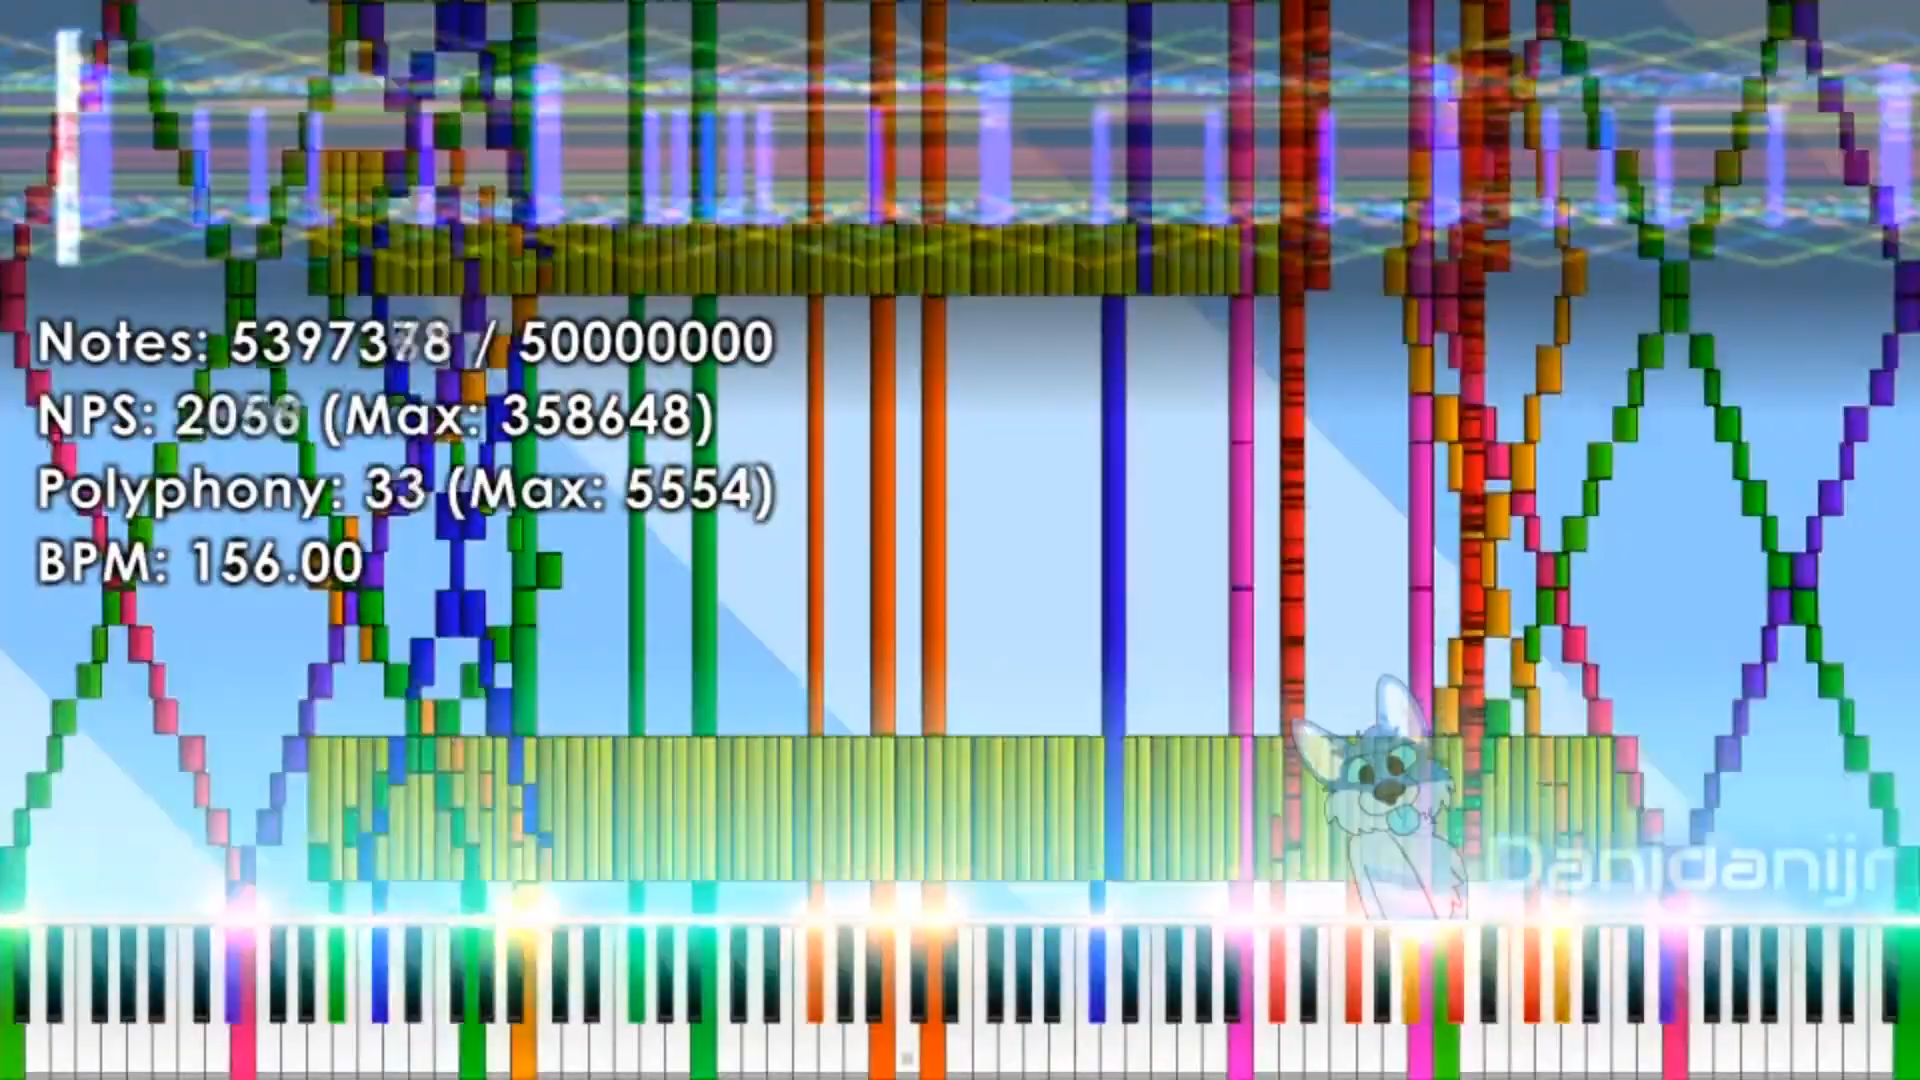 Notes: 5397378 / 50000000
NPS: 2056 (Max: 358648)
Polyphony: 33 (Max: 5554)
BPM: 156.00
Danidanijr